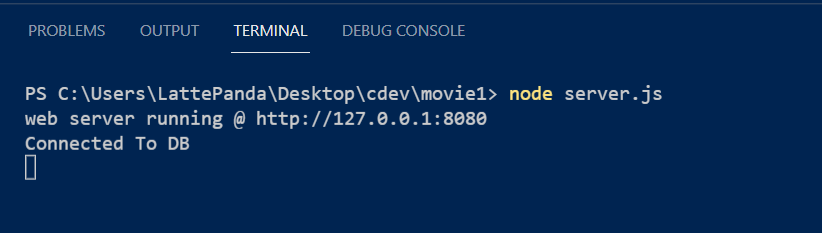 PROBLEMS OUTPUT TERMINAL DEBUG CONSOLE
PS C:\Users\LattePanda\Desktop\cdev\movie1> node server.js
web server running @ http://127.0.0.1:8080
Connected To DB